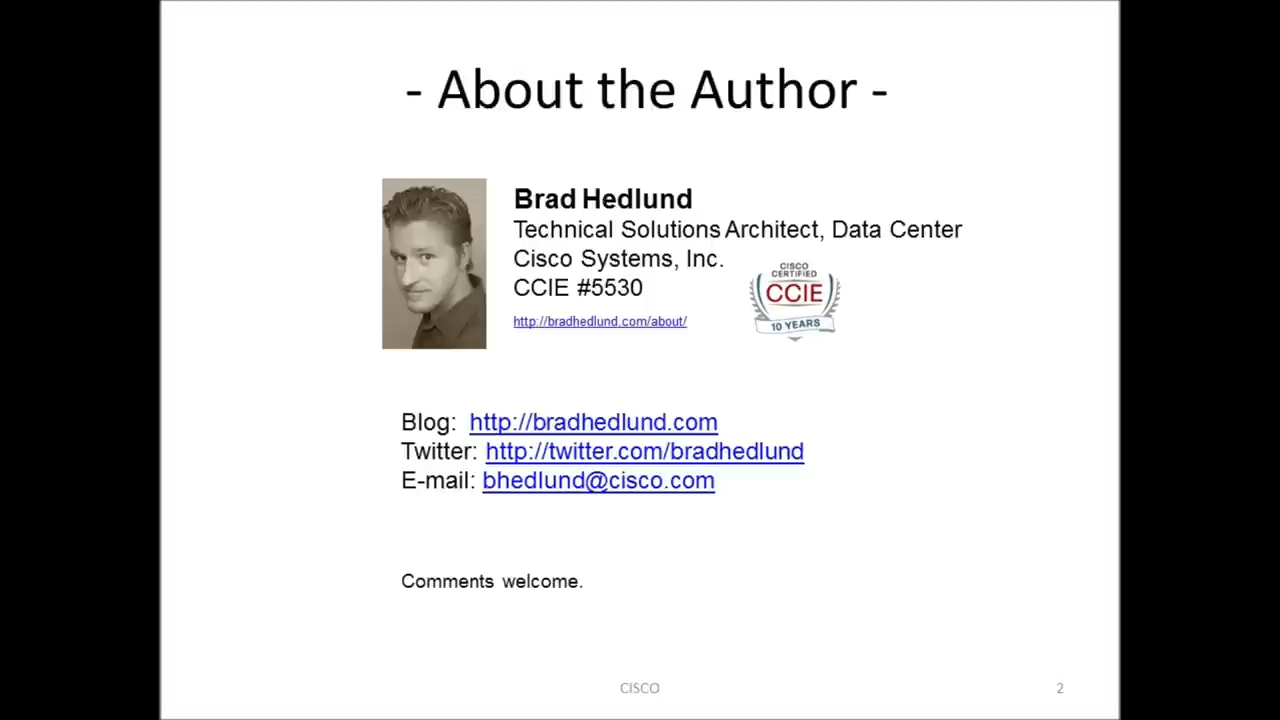 - About the Author -
Brad Hedlund
Technical Solutions Architect, Data Center
Cisco Systems, Inc.
CCIE #5530
http://bradhedlund.com/about/
CISCO
CERTIFIED
CCIE
10 YEARS
Blog: http://bradhedlund.com
Twitter: http://twitter.com/bradhedlund
E-mail: bhedlund@cisco.com
Comments welcome.
CISCO
2